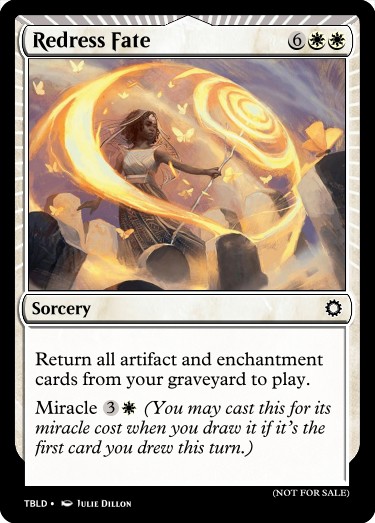 Redress Fate 6
Sorcery
Return all artifact and enchantment
cards from your graveyard to play.
Miracle 3 (You may cast this for its
miracle cost when you draw it if it's the
first card you drew this turn.)
(NOT FOR SALE)
TBLD • Julie Dillon